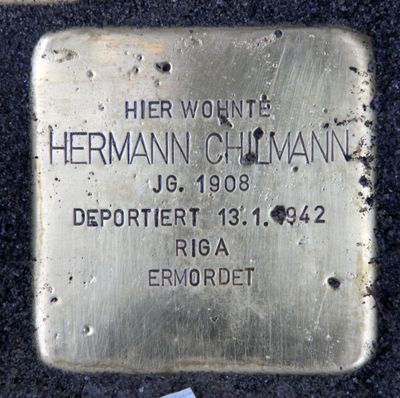 HIER WOHNTE
HERMANN CHILMANN
JG. 1908
DEPORTIERT 13.1.1942
RIGA
ERMORDET